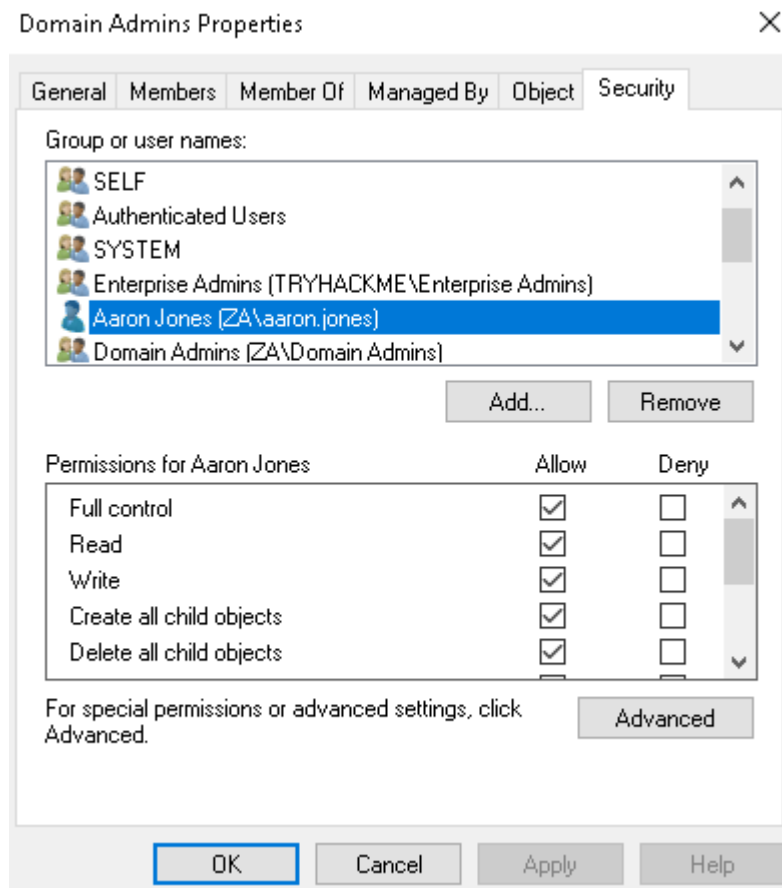 Domain Admins Properties
General Members Member Of Managed By Object Security
Group or user names:
SELF
Authenticated Users
SYSTEM
Enterprise Admins (TRYHACKME\Enterprise Admins)
Aaron Jones (ZA\aaron.jones)
Domain Admins (ZA\Domain Admins)
Add... Remove
Permissions for Aaron Jones Allow Deny
Full control
Read
Write
Create all child objects
Delete all child objects
For special permissions or advanced settings, click
Advanced.
Advanced
OK Cancel Apply Help